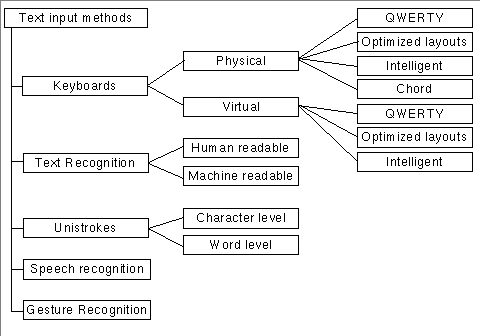 Text input methods
Keyboards
Physical
QWERTY
Optimized layouts
Intelligent
Chord
Virtual
QWERTY
Optimized layouts
Intelligent
Text Recognition
Human readable
Machine readable
Unistrokes
Character level
Word level
Speech recognition
Gesture Recognition